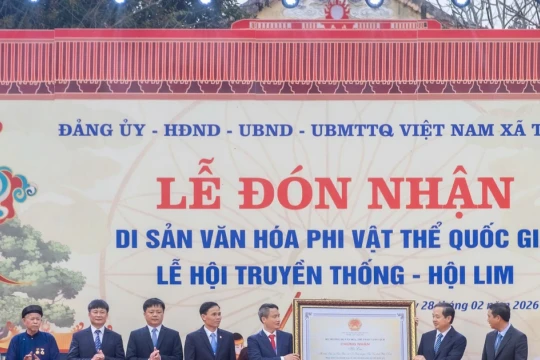 ĐẢNG ỦY - HĐND - UBND - UBMTTQ VIỆT NAM XÃ T
LỄ ĐÓN NHẬN
DI SẢN VĂN HÓA PHI VẬT THỂ QUỐC GI
LỄ HỘI TRUYỀN THỐNG - HỘI LIM
28 tháng 02 năm 2026